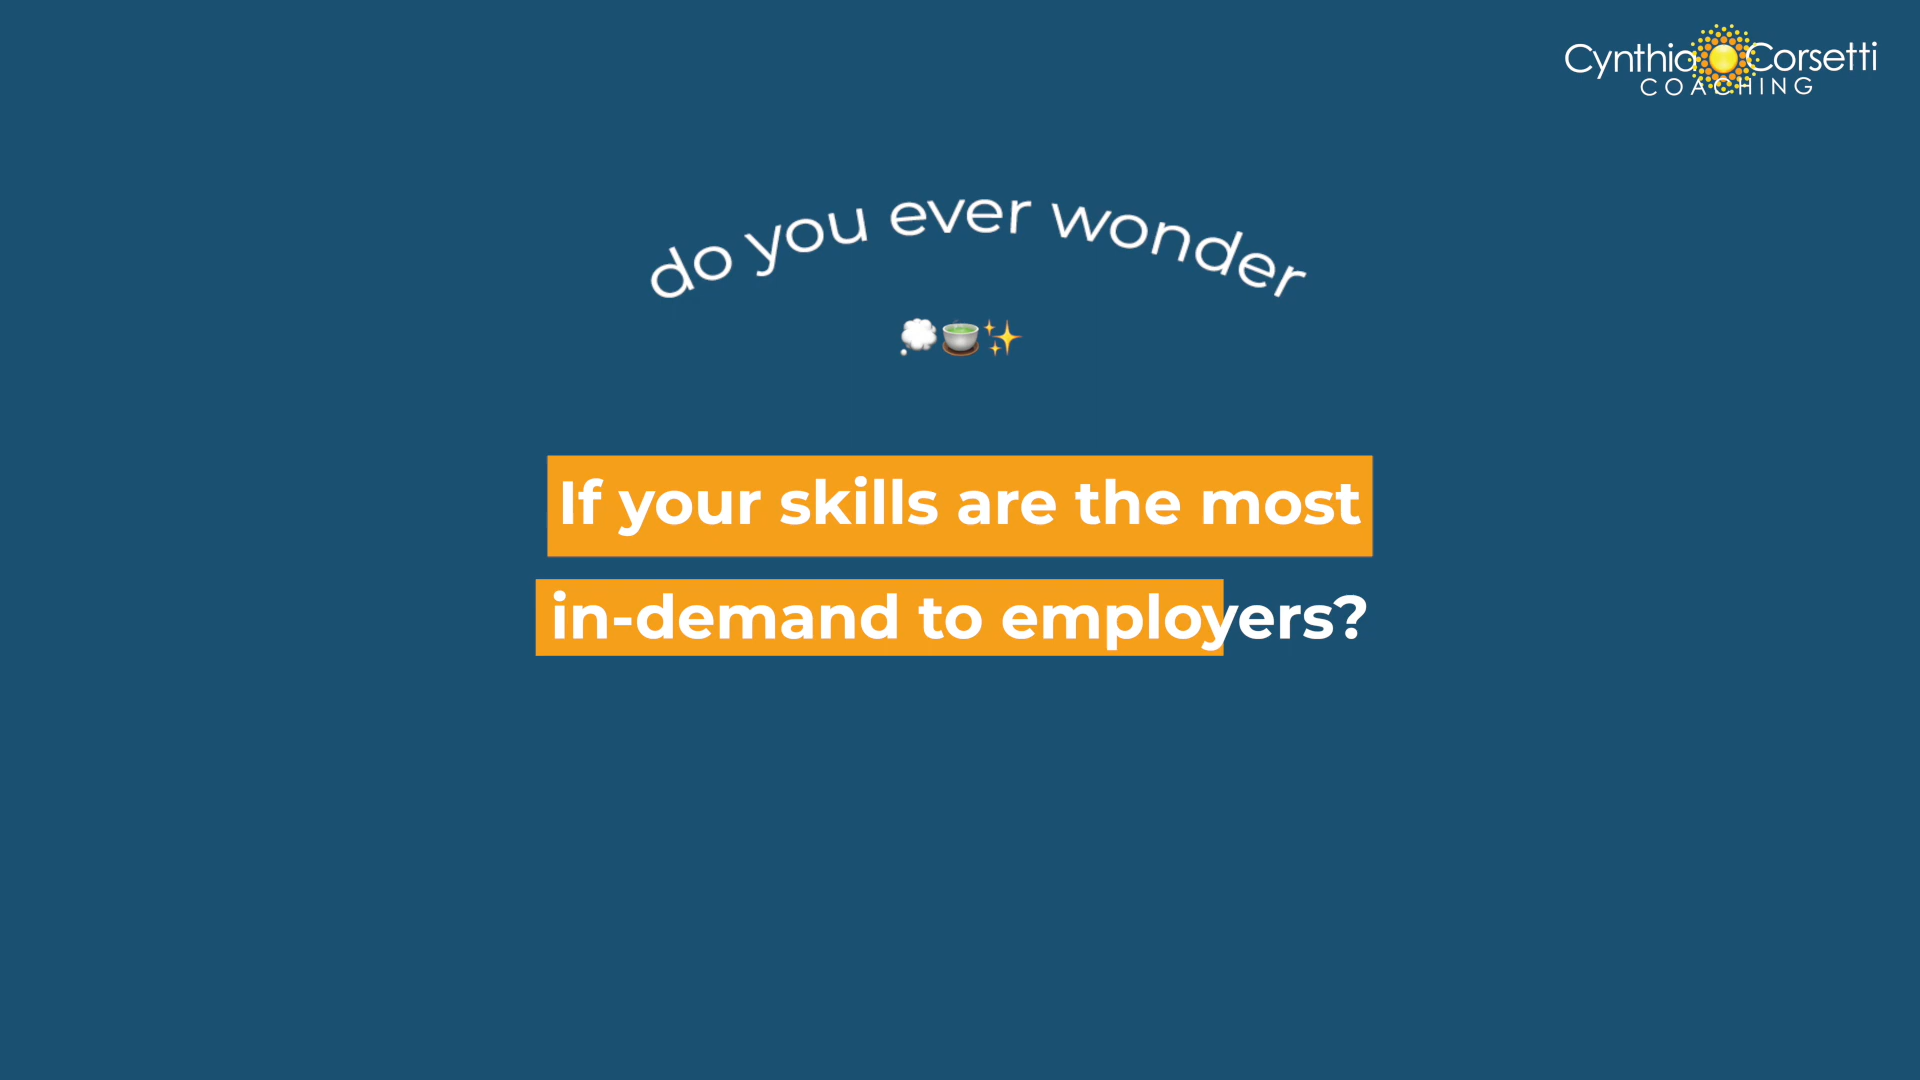 Cynthia Corsetti
COACHING
do you ever wonder
If your skills are the most
in-demand to employers?